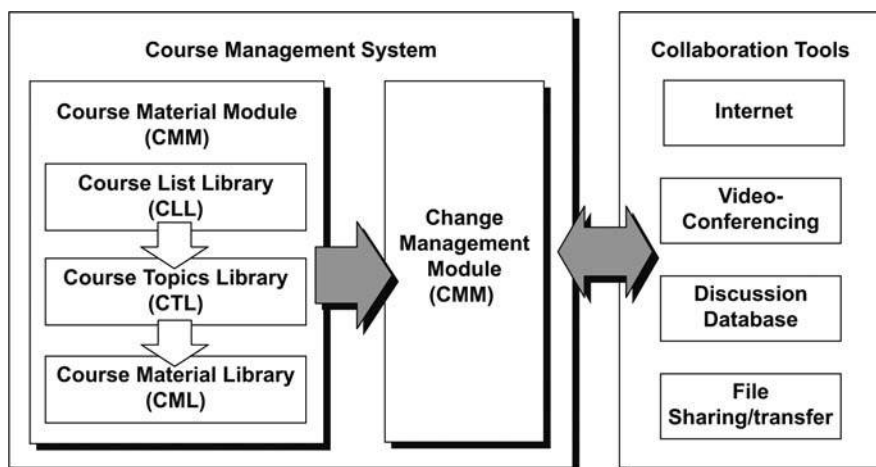 Course Management System
Course Material Module
(CMM)
Course List Library
(CLL)
Course Topics Library
(CTL)
Course Material Library
(CML)
Change
Management
Module
(CMM)
Collaboration Tools
Internet
Video-
Conferencing
Discussion
Database
File
Sharing/transfer